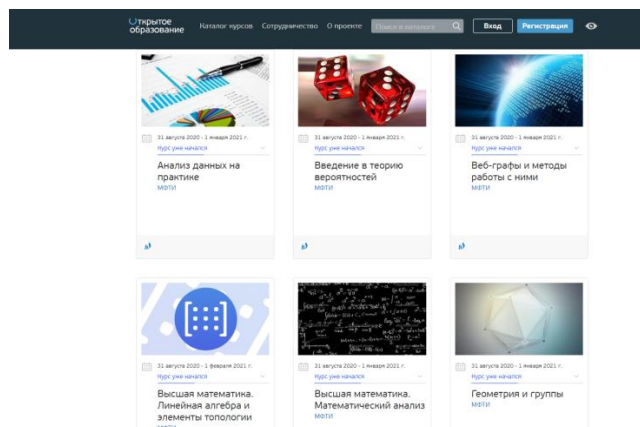 Открытое образование
Каталог курсов Сотрудничество О проекте Поиск в каталоге Вход Регистрация
31 августа 2020 - 1 января 2021 г.
Курс уже начался
Анализ данных на
практике
МФТИ
31 августа 2020 - 1 января 2021 г.
Курс уже начался
Введение в теорию
вероятностей
МФТИ
31 августа 2020 - 1 января 2021 г.
Курс уже начался
Веб-графы и методы
работы с ними
МФТИ
31 августа 2020 - 1 февраля 2021 г.
Курс уже начался
Высшая математика.
Линейная алгебра и
элементы топологии
МФТИ
31 августа 2020 - 1 января 2021 г.
Курс уже начался
Высшая математика.
Математический анализ
МФТИ
31 августа 2020 - 1 января 2021 г.
Курс уже начался
Геометрия и группы
МФТИ